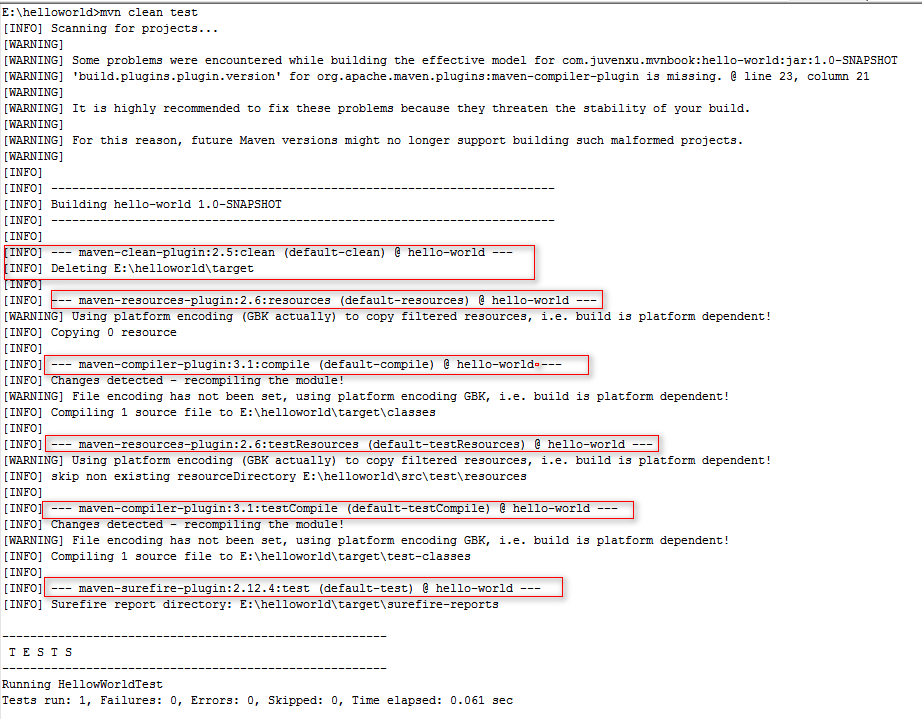 E:\helloworld>mvn clean test
[INFO] Scanning for projects...
[WARNING]
[WARNING] Some problems were encountered while building the effective model for com.juvenxu.mvnbook:hello-world:jar:1.0-SNAPSHOT
[WARNING] 'build.plugins.plugin.version' for org.apache.maven.plugins:maven-compiler-plugin is missing. @ line 23, column 21
[WARNING]
[WARNING] It is highly recommended to fix these problems because they threaten the stability of your build.
[WARNING]
[WARNING] For this reason, future Maven versions might no longer support building such malformed projects.
[WARNING]
[INFO]
[INFO] ------------------------------------------------------------------------
[INFO] Building hello-world 1.0-SNAPSHOT
[INFO] ------------------------------------------------------------------------
[INFO]
[INFO] --- maven-clean-plugin:2.5:clean (default-clean) @ hello-world ---
[INFO] Deleting E:\helloworld\target
[INFO]
[INFO] --- maven-resources-plugin:2.6:resources (default-resources) @ hello-world ---
[WARNING] Using platform encoding (GBK actually) to copy filtered resources, i.e. build is platform dependent!
[INFO] Copying 0 resource
[INFO]
[INFO] --- maven-compiler-plugin:3.1:compile (default-compile) @ hello-world ---
[INFO] Changes detected - recompiling the module!
[WARNING] File encoding has not been set, using platform encoding GBK, i.e. build is platform dependent!
[INFO] Compiling 1 source file to E:\helloworld\target\classes
[INFO]
[INFO] --- maven-resources-plugin:2.6:testResources (default-testResources) @ hello-world ---
[WARNING] Using platform encoding (GBK actually) to copy filtered resources, i.e. build is platform dependent!
[INFO] skip non existing resourceDirectory E:\helloworld\src\test\resources
[INFO]
[INFO] --- maven-compiler-plugin:3.1:testCompile (default-testCompile) @ hello-world ---
[INFO] Changes detected - recompiling the module!
[WARNING] File encoding has not been set, using platform encoding GBK, i.e. build is platform dependent!
[INFO] Compiling 1 source file to E:\helloworld\target\test-classes
[INFO]
[INFO] --- maven-surefire-plugin:2.12.4:test (default-test) @ hello-world ---
[INFO] Surefire report directory: E:\helloworld\target\surefire-reports
-------------------------------------------------------
T E S T S
-------------------------------------------------------
Running HellowWorldTest
Tests run: 1, Failures: 0, Errors: 0, Skipped: 0, Time elapsed: 0.061 sec